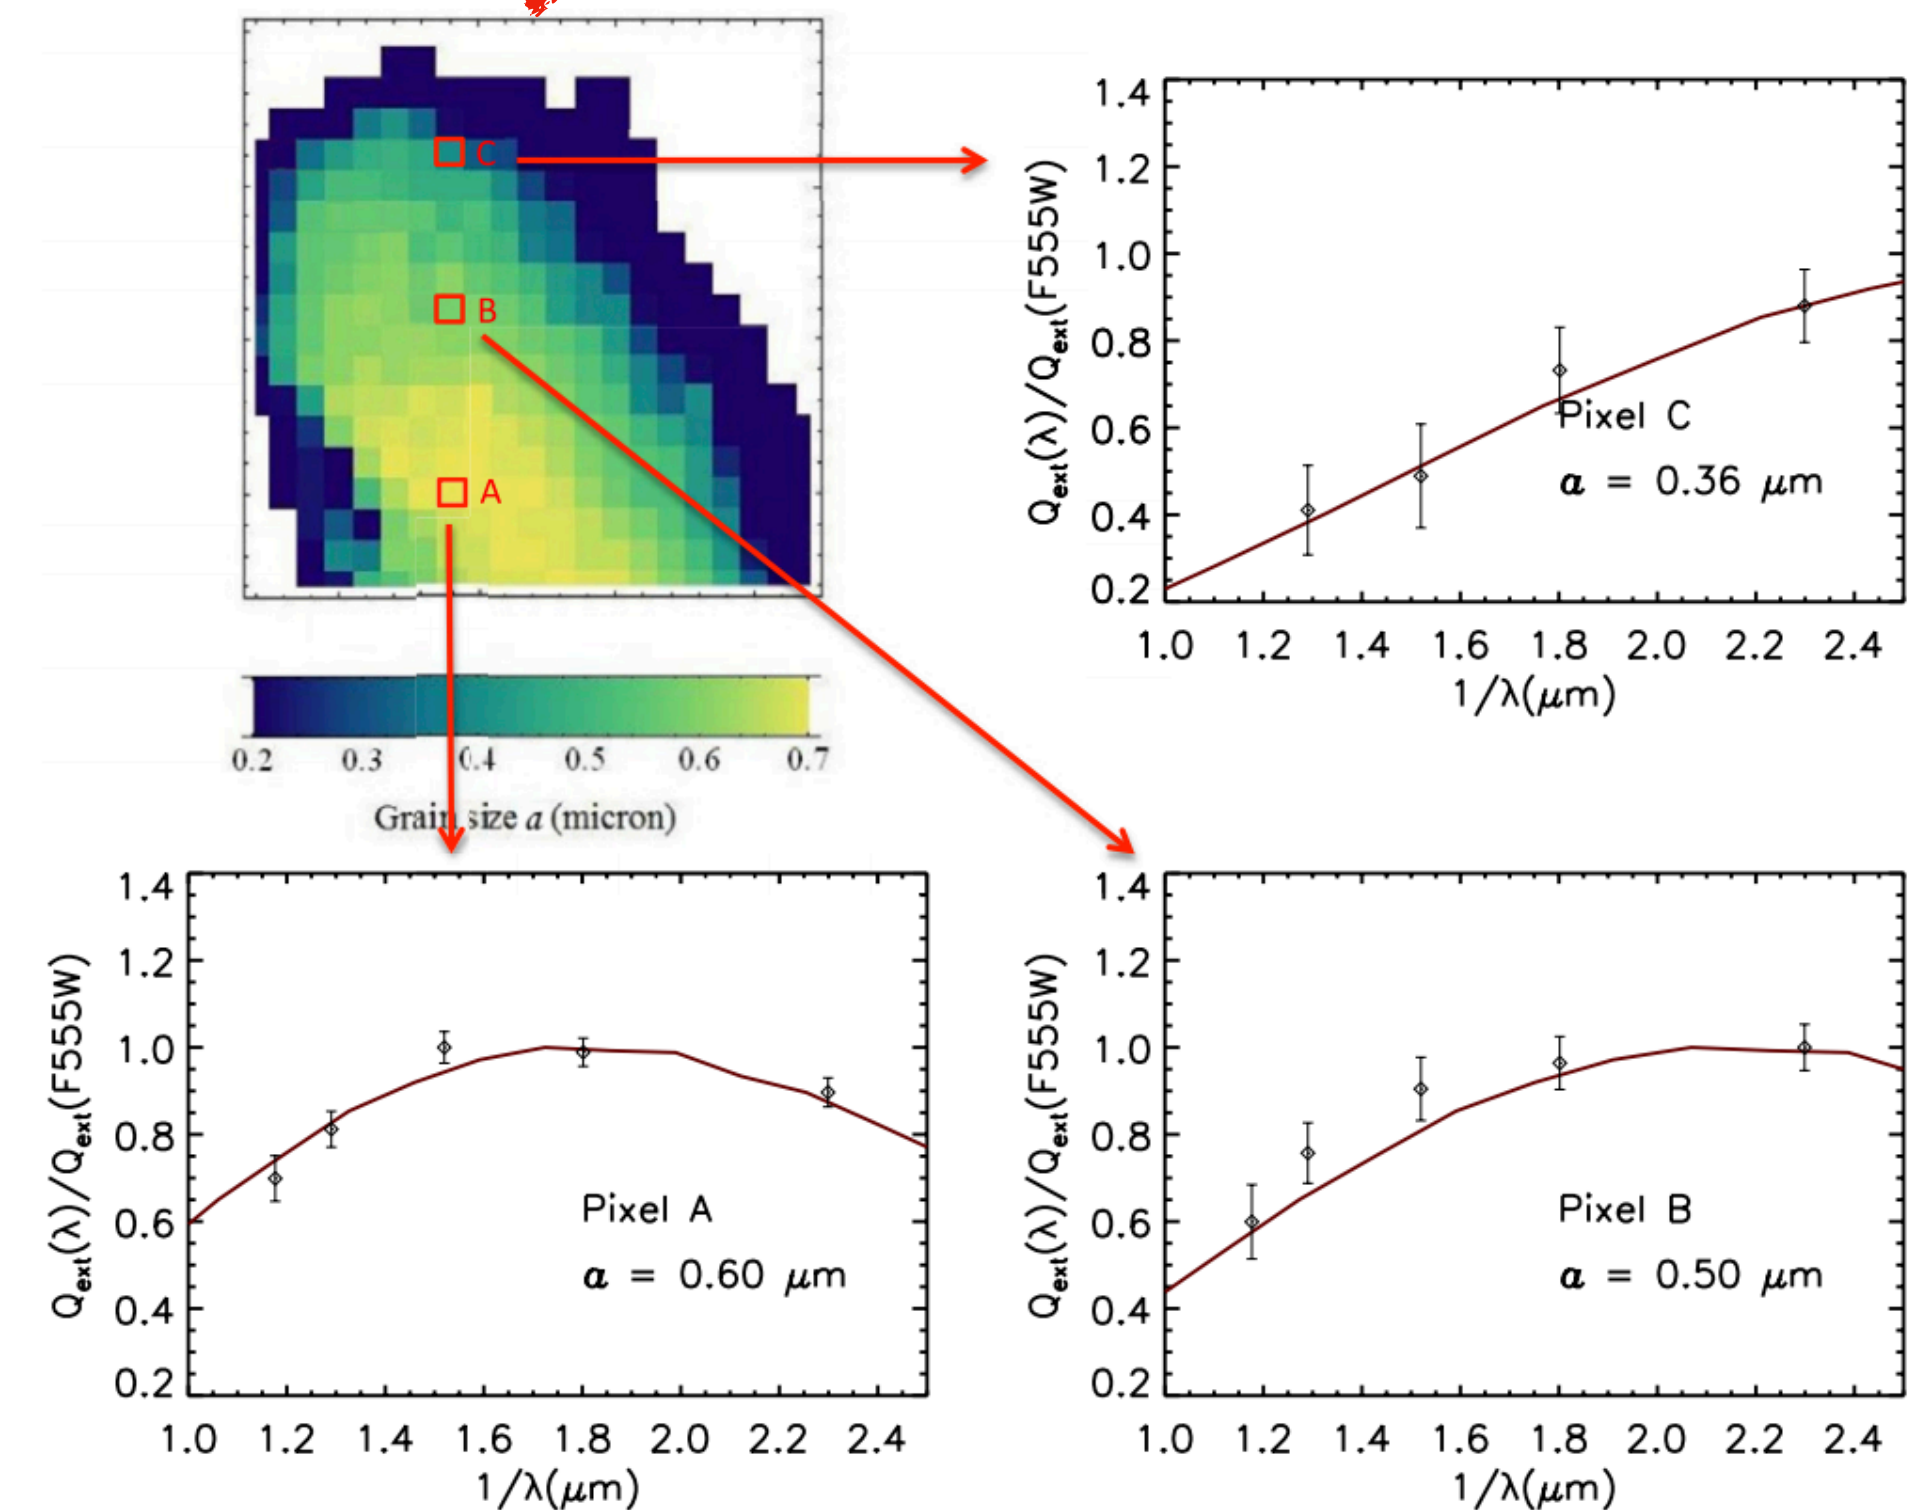 C
B
A
0.2 0.3 0.4 0.5 0.6 0.7
Grain size a (micron)
1.4
1.2
1.0
0.8
0.6
0.4
0.2
Qext(λ)/Qext(F555W)
Pixel C
a = 0.36 μm
1.0 1.2 1.4 1.6 1.8 2.0 2.2 2.4
1/λ(μm)
1.4
1.2
1.0
0.8
0.6
0.4
0.2
Qext(λ)/Qext(F555W)
Pixel A
a = 0.60 μm
1.0 1.2 1.4 1.6 1.8 2.0 2.2 2.4
1/λ(μm)
1.4
1.2
1.0
0.8
0.6
0.4
0.2
Qext(λ)/Qext(F555W)
Pixel B
a = 0.50 μm
1.0 1.2 1.4 1.6 1.8 2.0 2.2 2.4
1/λ(μm)